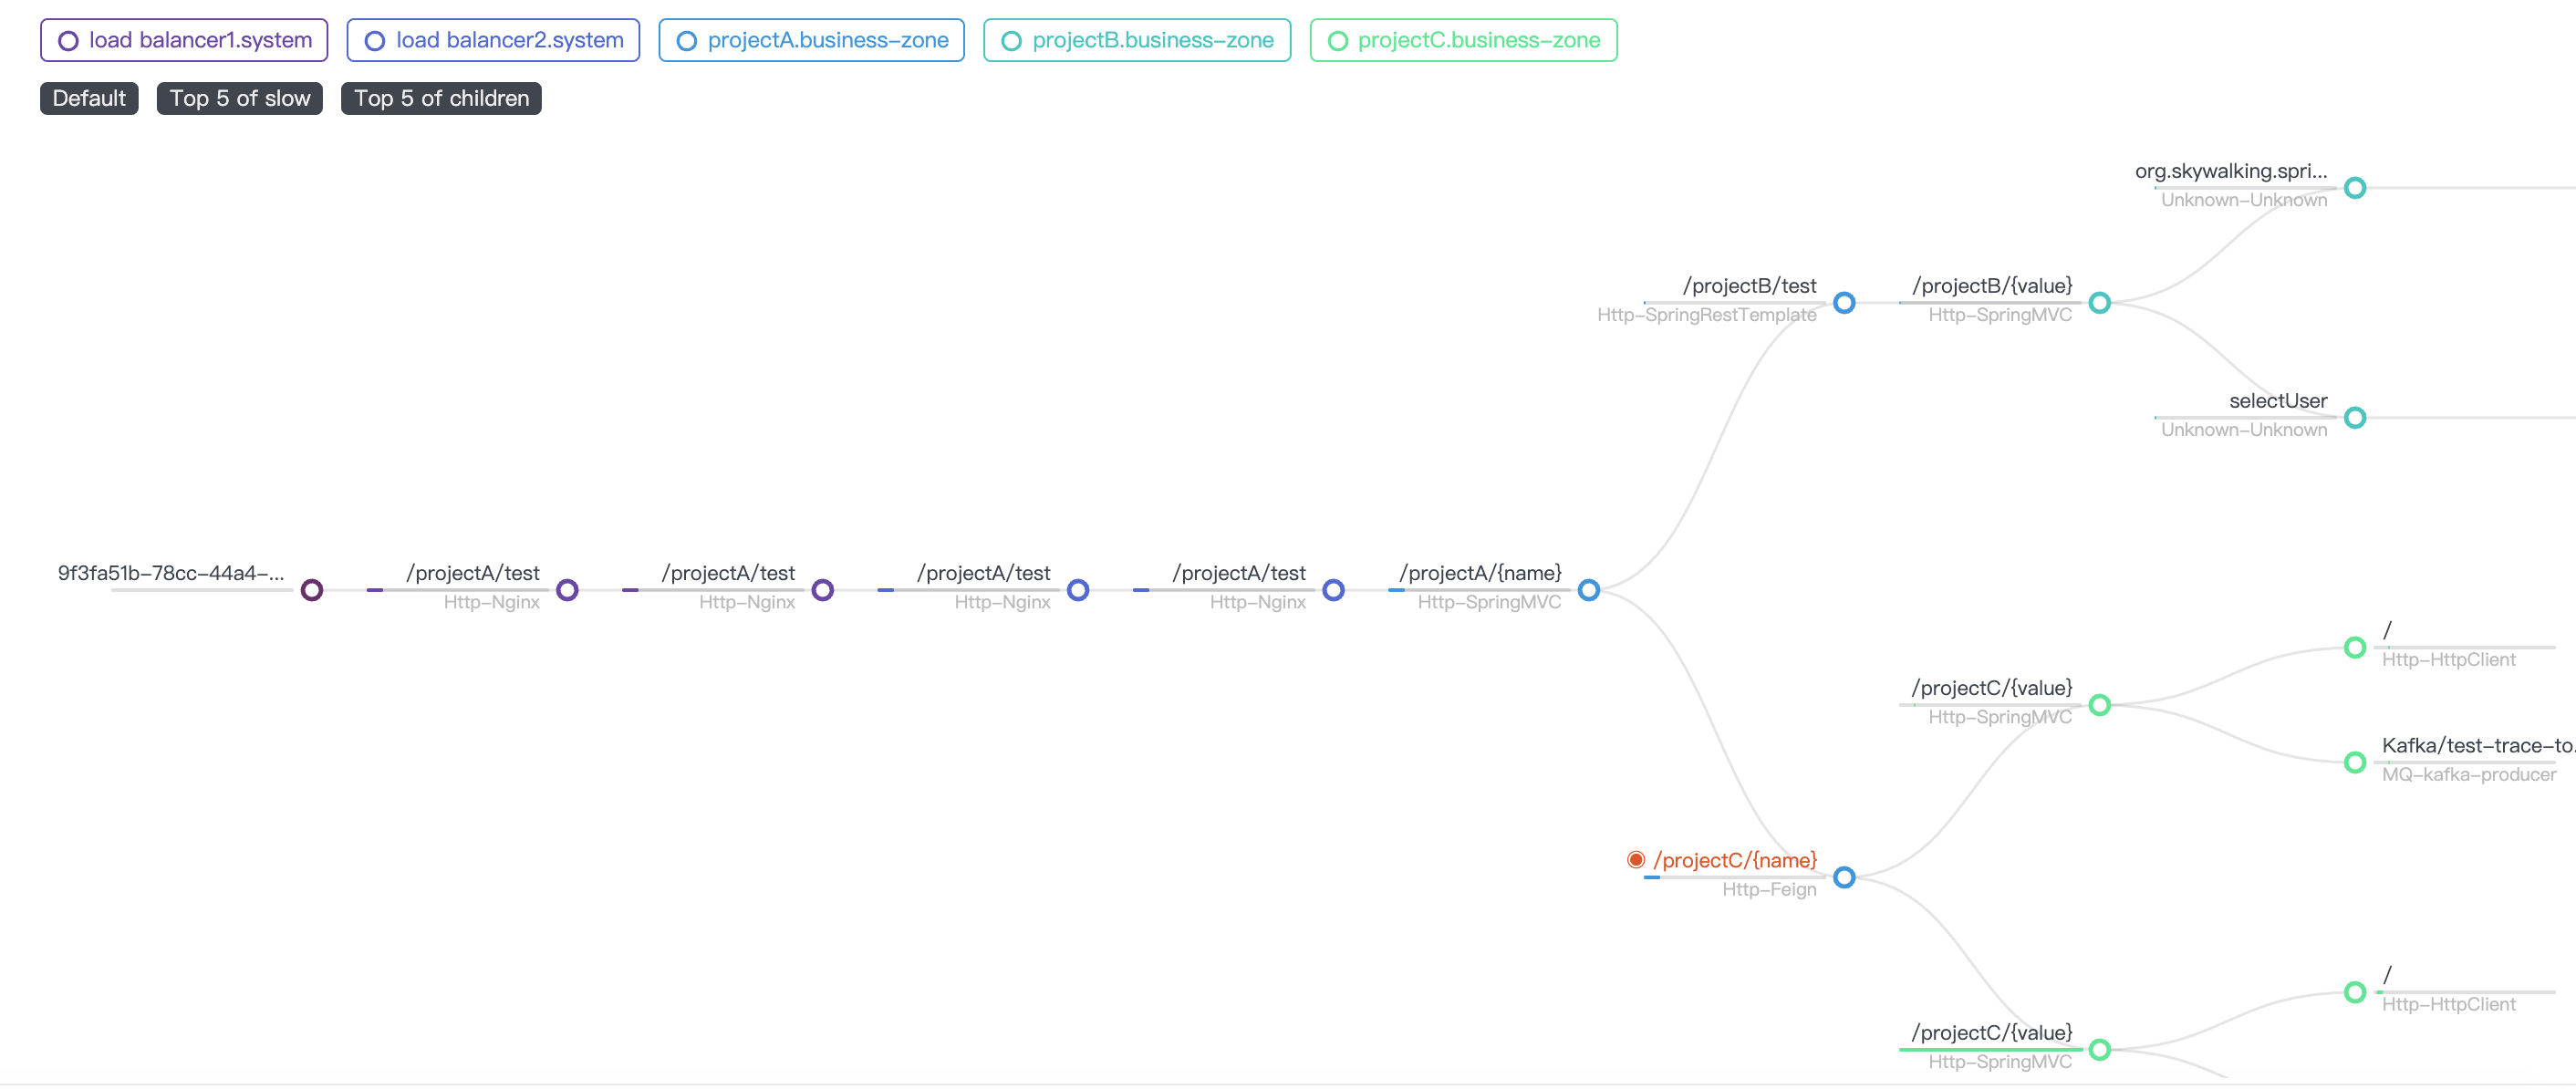 load balancer1.system
load balancer2.system
projectA.business-zone
projectB.business-zone
projectC.business-zone
Default
Top 5 of slow
Top 5 of children
org.skywalking.spri...
Unknown-Unknown
/projectB/test
Http-SpringRestTemplate
/projectB/{value}
Http-SpringMVC
selectUser
Unknown-Unknown
9f3fa51b-78cc-44a4-...
/projectA/test
Http-Nginx
/projectA/test
Http-Nginx
/projectA/test
Http-Nginx
/projectA/test
Http-Nginx
/projectA/{name}
Http-SpringMVC
/
Http-HttpClient
/projectC/{value}
Http-SpringMVC
Kafka/test-trace-to.
MQ-kafka-producer
/projectC/{name}
Http-Feign
/
Http-HttpClient
/projectC/{value}
Http-SpringMVC